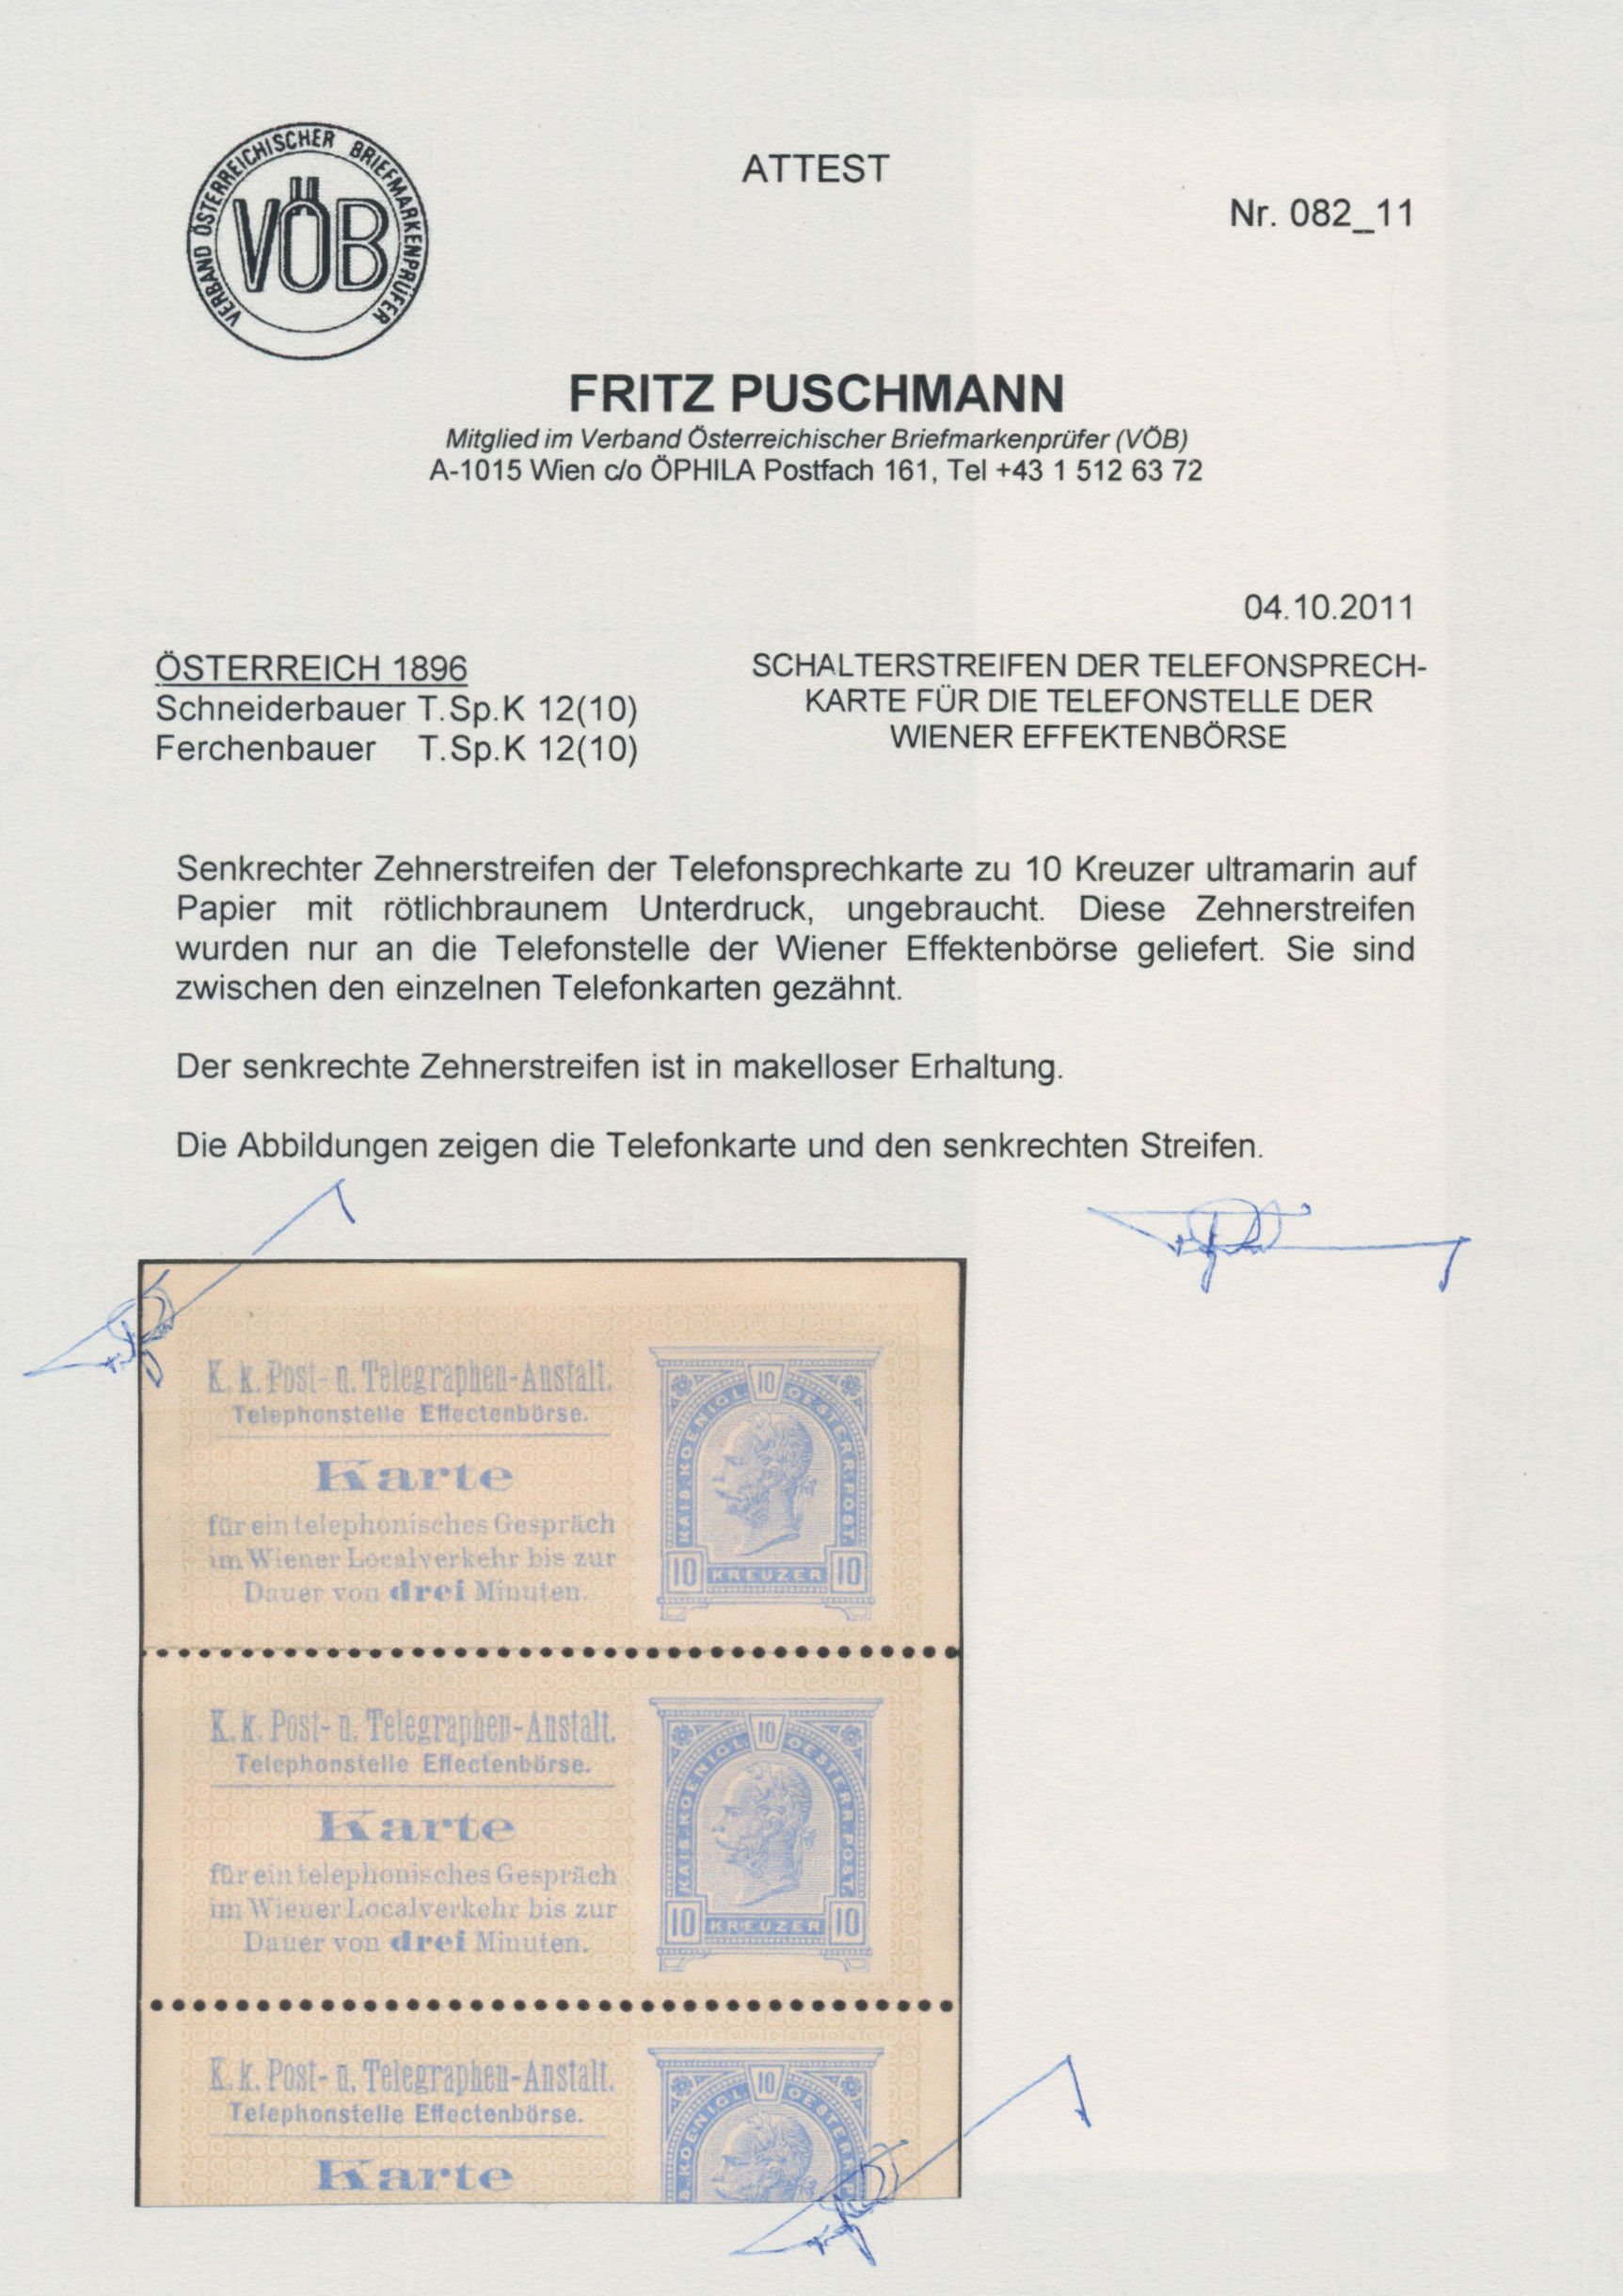 VERBAND ÖSTERREICHISCHER BRIEFMARKENPRÜFER
VÖB
ATTEST
Nr. 082_11
FRITZ PUSCHMANN
Mitglied im Verband Österreichischer Briefmarkenprüfer (VÖB)
A-1015 Wien c/o ÖPHILA Postfach 161, Tel +43 1 512 63 72
04.10.2011
ÖSTERREICH 1896
Schneiderbauer T.Sp.K 12(10)
Ferchenbauer T.Sp.K 12(10)
SCHALTERSTREIFEN DER TELEFONSPRECH-
KARTE FÜR DIE TELEFONSTELLE DER
WIENER EFFEKTENBÖRSE
Senkrechter Zehnerstreifen der Telefonsprechkarte zu 10 Kreuzer ultramarin auf
Papier mit rötlichbraunem Unterdruck, ungebraucht. Diese Zehnerstreifen
wurden nur an die Telefonstelle der Wiener Effektenbörse geliefert. Sie sind
zwischen den einzelnen Telefonkarten gezähnt.
Der senkrechte Zehnerstreifen ist in makelloser Erhaltung.
Die Abbildungen zeigen die Telefonkarte und den senkrechten Streifen.
K. k. Post- u. Telegraphen-Anstalt.
Telephonstelle Effectenbörse.
Karte
für ein telephonisches Gespräch
im Wiener Localverkehr bis zur
Dauer von drei Minuten.
10
KAIS. KOENIGL. OESTERR. POST.
10 KREUZER 10
K. k. Post- u. Telegraphen-Anstalt.
Telephonstelle Effectenbörse.
Karte
für ein telephonisches Gespräch
im Wiener Localverkehr bis zur
Dauer von drei Minuten.
10
KAIS. KOENIGL. OESTERR. POST.
10 KREUZER 10
K. k. Post- u. Telegraphen-Anstalt.
Telephonstelle Effectenbörse.
Karte
10
S. KOENIGL. OESTERR. P